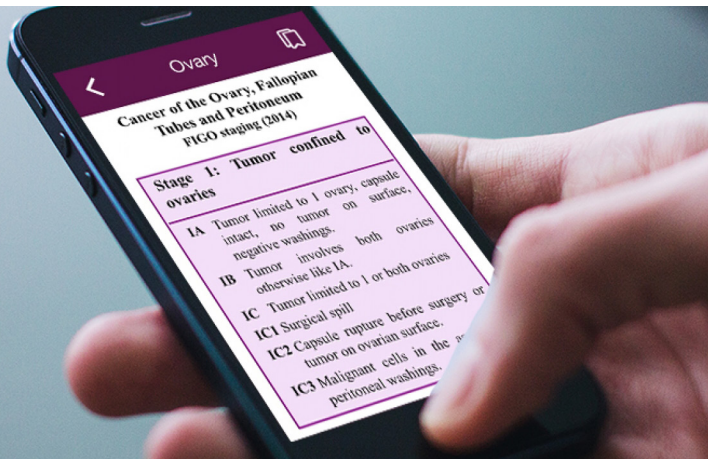 Ovary
Cancer of the Ovary, Fallopian
Tubes and Peritoneum
FIGO staging (2014)
Stage 1: Tumor confined to
ovaries
IA Tumor limited to 1 ovary, capsule
intact, no tumor on surface,
negative washings.
IB Tumor involves both ovaries
otherwise like IA.
IC Tumor limited to 1 or both ovaries
IC1 Surgical spill
IC2 Capsule rupture before surgery or
tumor on ovarian surface.
IC3 Malignant cells in the
peritoneal washings.